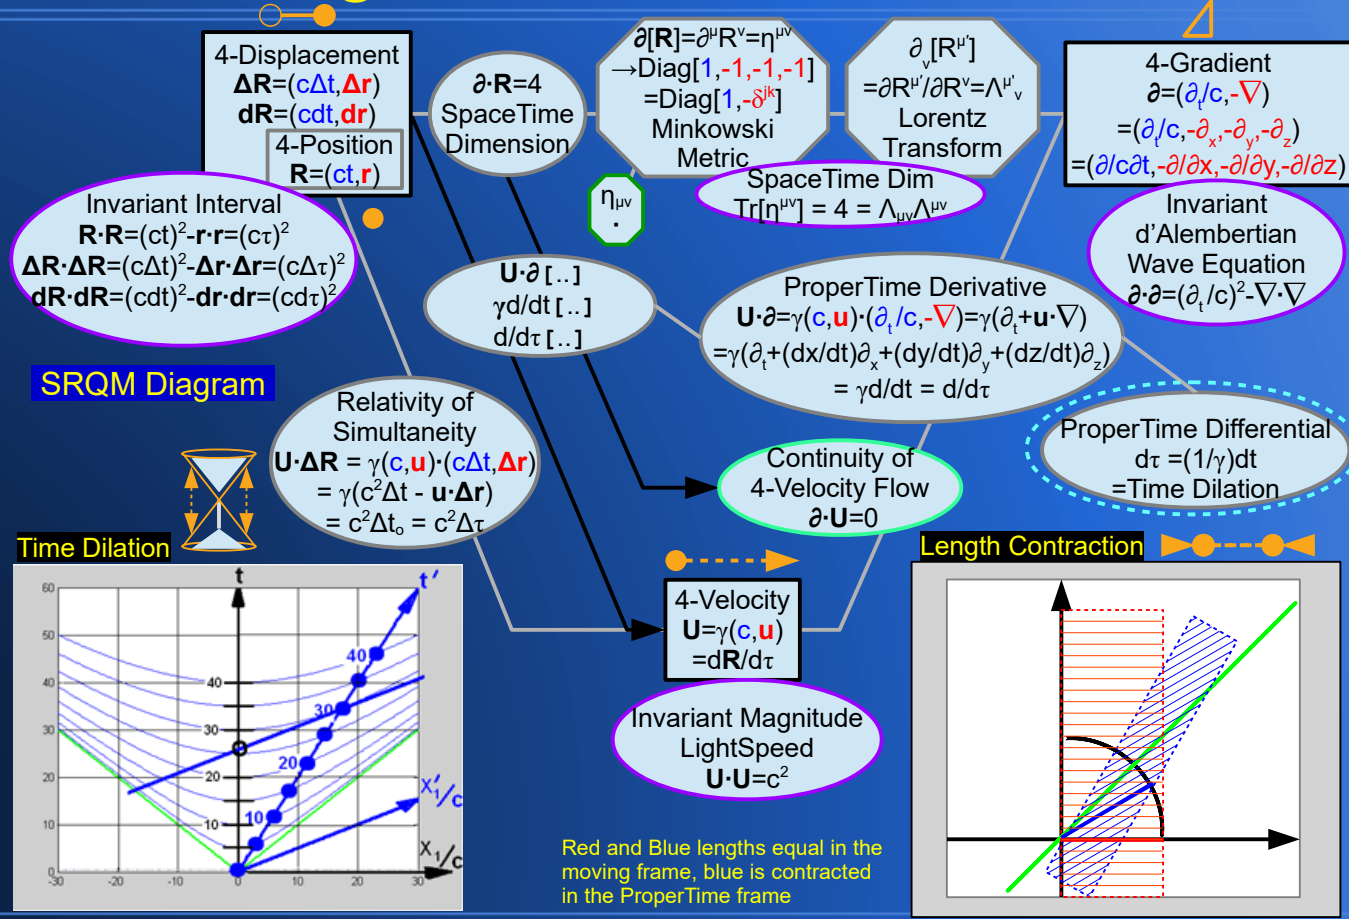 4-Displacement
ΔR=(cΔt,Δr)
dR=(cdt,dr)
4-Position
R=(ct,r)
∂·R=4
SpaceTime
Dimension
∂[R]=∂^μR^ν=η^μν
→Diag[1,-1,-1,-1]
=Diag[1,-δ^jk]
Minkowski
Metric
∂_ν[R^μ']
=∂R^μ'/∂R^ν=Λ^μ'_ν
Lorentz
Transform
4-Gradient
∂=(∂_t/c,-∇)
=(∂_t/c,-∂_x,-∂_y,-∂_z)
=(∂/c∂t,-∂/∂x,-∂/∂y,-∂/∂z)
Invariant Interval
R·R=(ct)²-r·r=(cτ)²
ΔR·ΔR=(cΔt)²-Δr·Δr=(cΔτ)²
dR·dR=(cdt)²-dr·dr=(cdτ)²
η_μν
·
SpaceTime Dim
Tr[η^μν] = 4 = Λ_μνΛ^μν
Invariant
d'Alembertian
Wave Equation
∂·∂=(∂_t/c)²-∇·∇
U·∂[..]
γd/dt [..]
d/dτ [..]
ProperTime Derivative
U·∂=γ(c,u)·(∂_t/c,-∇)=γ(∂_t+u·∇)
=γ(∂_t+(dx/dt)∂_x+(dy/dt)∂_y+(dz/dt)∂_z)
= γd/dt = d/dτ
SRQM Diagram
Relativity of
Simultaneity
U·ΔR = γ(c,u)·(cΔt,Δr)
= γ(c²Δt - u·Δr)
= c²Δt_o = c²Δτ
ProperTime Differential
dτ =(1/γ)dt
=Time Dilation
Continuity of
4-Velocity Flow
∂·U=0
Time Dilation
Length Contraction
4-Velocity
U=γ(c,u)
=dR/dτ
Invariant Magnitude
LightSpeed
U·U=c²
t
t'
60
50
40
30
20
10
0
40
30
20
10
40
30
20
10
x'₁/c
x₁/c
-30
-20
-10
0
10
20
30
Red and Blue lengths equal in the
moving frame, blue is contracted
in the ProperTime frame